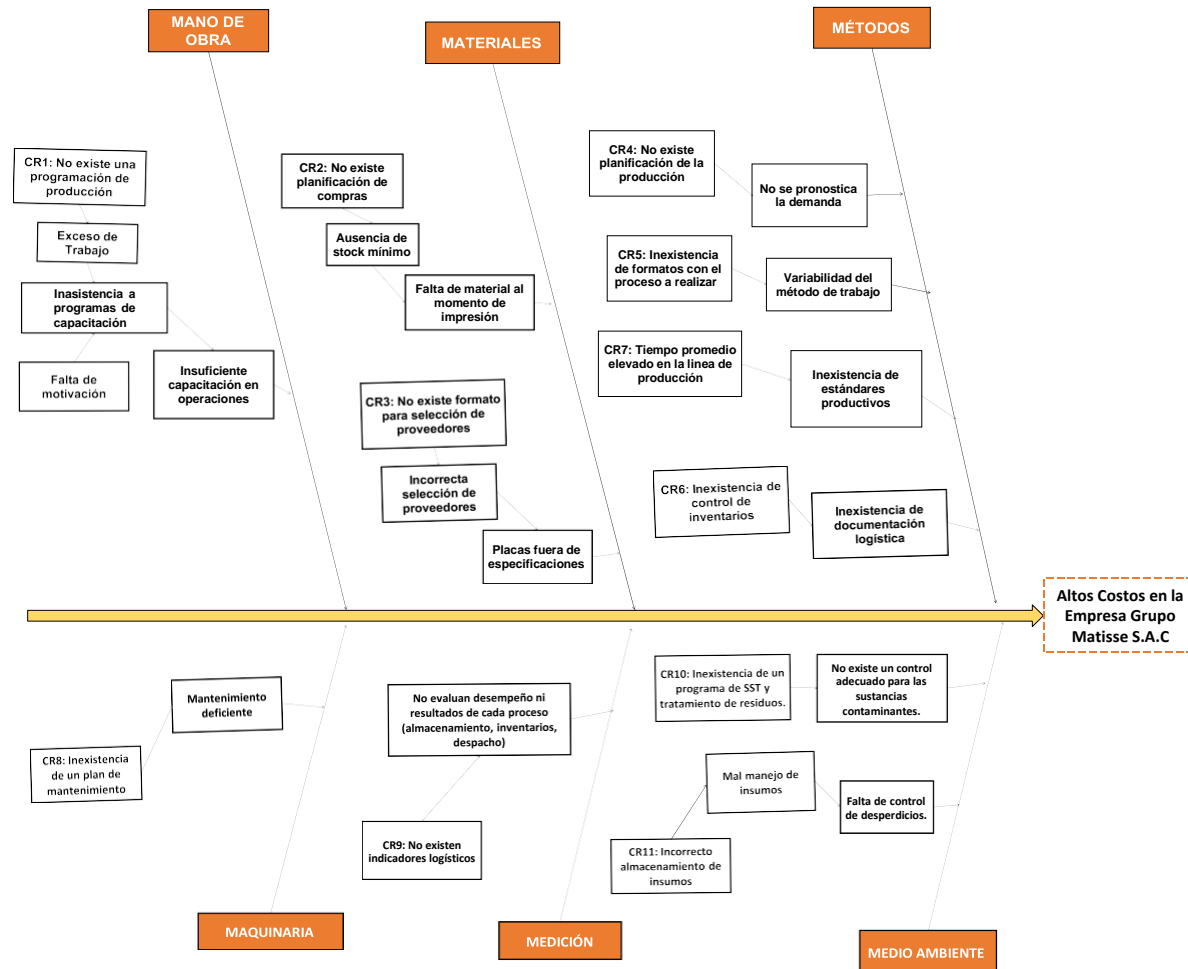 MANO DE
OBRA
MATERIALES
MÉTODOS
CR1: No existe una
programación de
producción
Exceso de
Trabajo
Inasistencia a
programas de
capacitación
Falta de
motivación
Insuficiente
capacitación en
operaciones
CR2: No existe
planificación de
compras
Ausencia de
stock mínimo
Falta de material al
momento de
impresión
CR3: No existe formato
para selección de
proveedores
Incorrecta
selección de
proveedores
Placas fuera de
especificaciones
CR4: No existe
planificación de la
producción
No se pronostica
la demanda
CR5: Inexistencia
de formatos con el
proceso a realizar
Variabilidad del
método de trabajo
CR7: Tiempo promedio
elevado en la linea de
producción
Inexistencia de
estándares
productivos
CR6: Inexistencia de
control de
inventarios
Inexistencia de
documentación
logística
Altos Costos en la
Empresa Grupo
Matisse S.A.C
Mantenimiento
deficiente
CR8: Inexistencia
de un plan de
mantenimiento
No evaluan desempeño ni
resultados de cada proceso
(almacenamiento, inventarios,
despacho)
CR9: No existen
indicadores logísticos
CR10: Inexistencia de un
programa de SST y
tratamiento de residuos.
No existe un control
adecuado para las
sustancias
contaminantes.
Mal manejo de
insumos
Falta de control
de desperdicios.
CR11: Incorrecto
almacenamiento de
insumos
MAQUINARIA
MEDICIÓN
MEDIO AMBIENTE